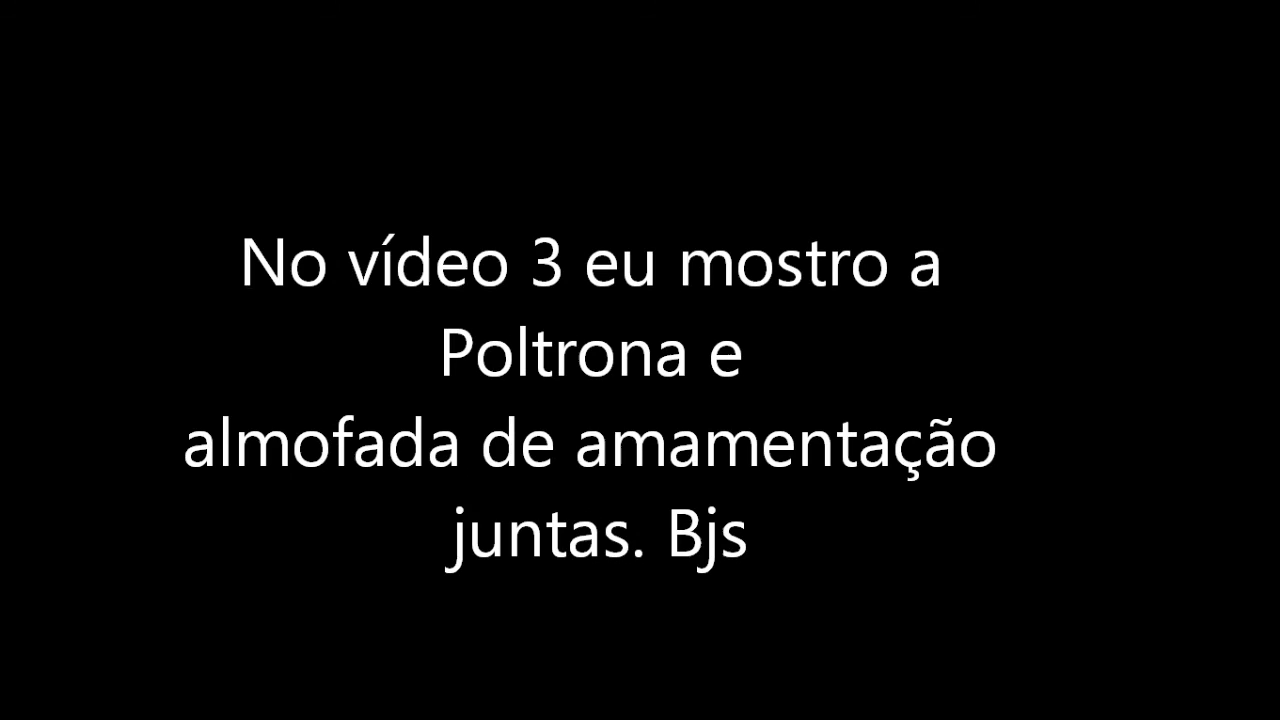 No vídeo 3 eu mostro a
Poltrona e
almofada de amamentação
juntas. Bjs